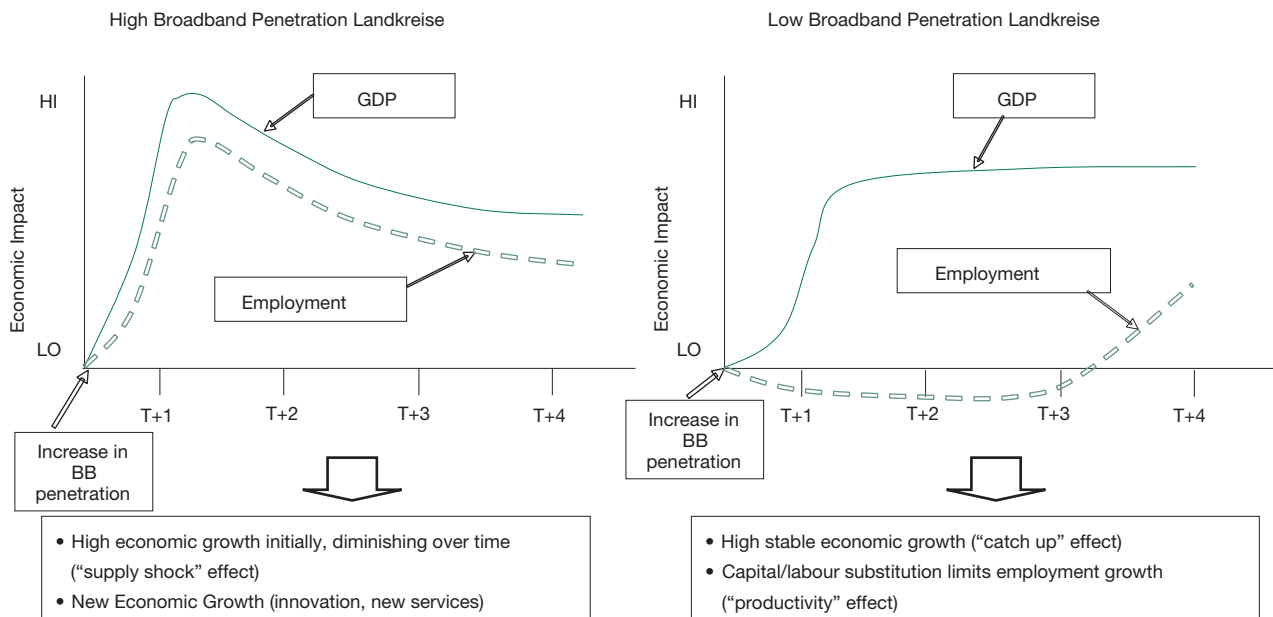 High Broadband Penetration Landkreise
HI
GDP
Economic Impact
Employment
LO
T+1
T+2
T+3
T+4
Increase in
BB
penetration
• High economic growth initially, diminishing over time
(“supply shock” effect)
• New Economic Growth (innovation, new services)
Low Broadband Penetration Landkreise
HI
GDP
Economic Impact
Employment
LO
T+1
T+2
T+3
T+4
Increase in
BB
penetration
• High stable economic growth (“catch up” effect)
• Capital/labour substitution limits employment growth
(“productivity” effect)